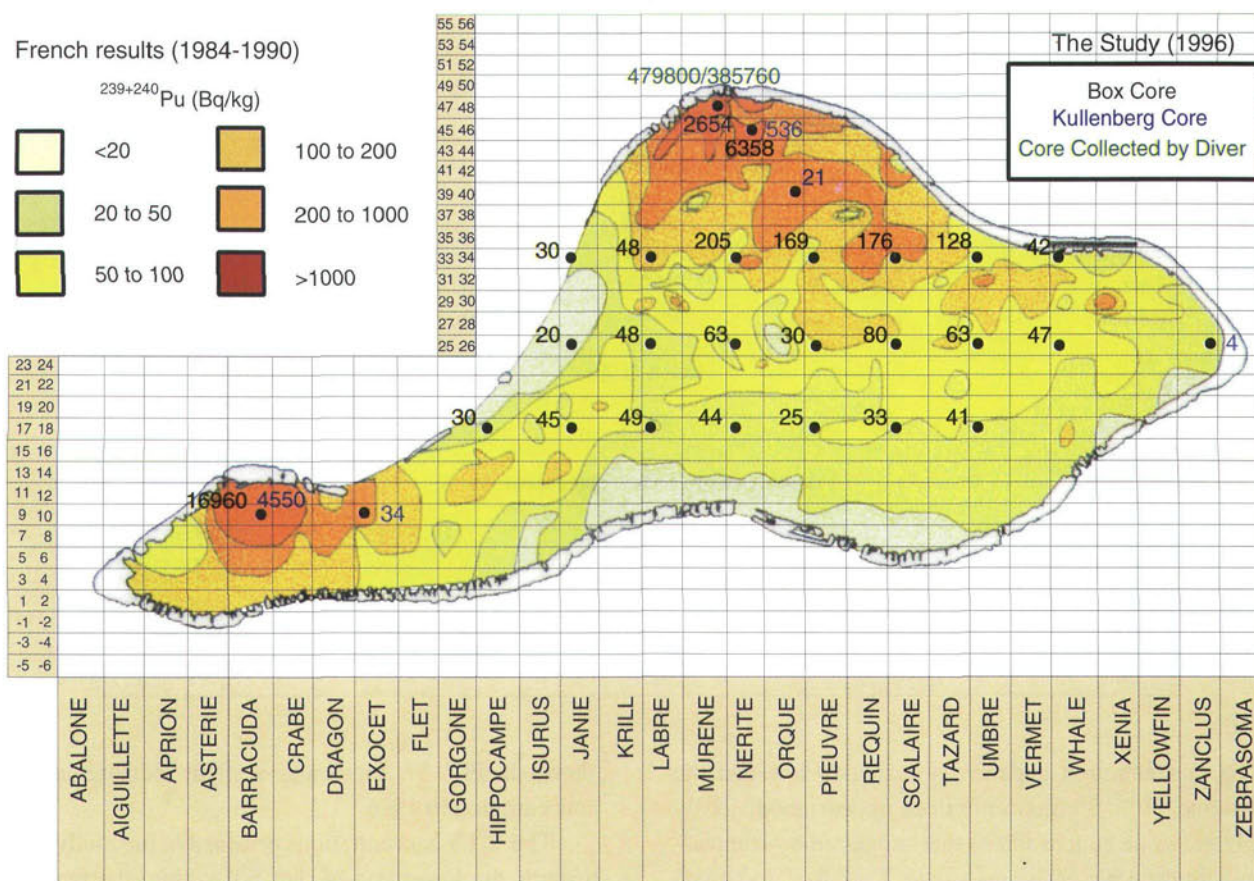 French results (1984-1990)
239+240Pu (Bq/kg)
<20
100 to 200
20 to 50
200 to 1000
50 to 100
>1000
The Study (1996)
Box Core
Kullenberg Core
Core Collected by Diver
55 56
53 54
51 52
49 50
47 48
45 46
43 44
41 42
39 40
37 38
35 36
33 34
31 32
29 30
27 28
25 26
23 24
21 22
19 20
17 18
15 16
13 14
11 12
9 10
7 8
5 6
3 4
1 2
-1 -2
-3 -4
-5 -6
479800/385760
2654
536
6358
21
30 48 205 169 176 128 42
20 48 63 30 80 63 47 4
30 45 49 44 25 33 41
16960 4550
34
ABALONE
AIGUILLETTE
APRION
ASTERIE
BARRACUDA
CRABE
DRAGON
EXOCET
FLET
GORGONE
HIPPOCAMPE
ISURUS
JANIE
KRILL
LABRE
MURENE
NERITE
ORQUE
PIEUVRE
REQUIN
SCALAIRE
TAZARD
UMBRE
VERMET
WHALE
XENIA
YELLOWFIN
ZANCLUS
ZEBRASOMA